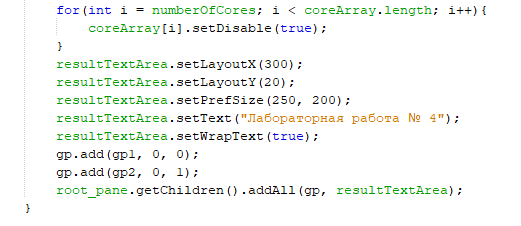 for(int i = numberOfCores; i < coreArray.length; i++){
coreArray[i].setDisable(true);
}
resultTextArea.setLayoutX(300);
resultTextArea.setLayoutY(20);
resultTextArea.setPrefSize(250, 200);
resultTextArea.setText("Лабораторная работа № 4");
resultTextArea.setWrapText(true);
gp.add(gp1, 0, 0);
gp.add(gp2, 0, 1);
root_pane.getChildren().addAll(gp, resultTextArea);
}